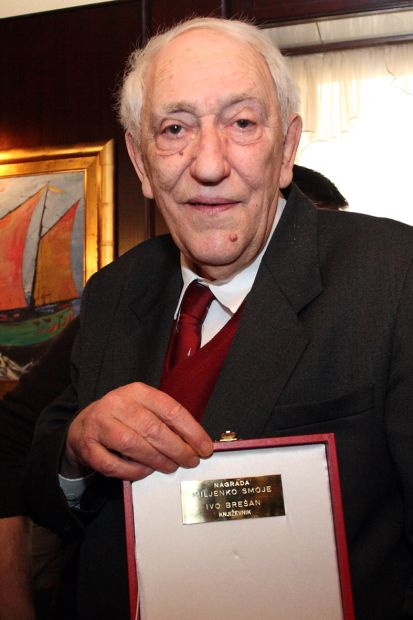 NAGRADA
MILJENKO SMOJE
IVO BREŠAN
KNJIŽEVNIK